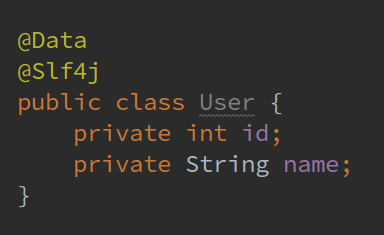 @Data
@Slf4j
public class User {
    private int id;
    private String name;
}